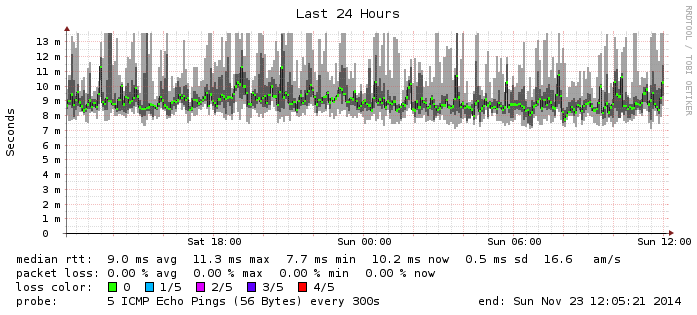 Last 24 Hours
RRDTOOL / TOBI OETIKER
Seconds
13 m
12 m
11 m
10 m
9 m
8 m
7 m
6 m
5 m
4 m
3 m
2 m
1 m
0
Sat 18:00 Sun 00:00 Sun 06:00 Sun 12:00
median rtt: 9.0 ms avg 11.3 ms max 7.7 ms min 10.2 ms now 0.5 ms sd 16.6 am/s
packet loss: 0.00 % avg 0.00 % max 0.00 % min 0.00 % now
loss color: 0 1/5 2/5 3/5 4/5
probe: 5 ICMP Echo Pings (56 Bytes) every 300s end: Sun Nov 23 12:05:21 2014